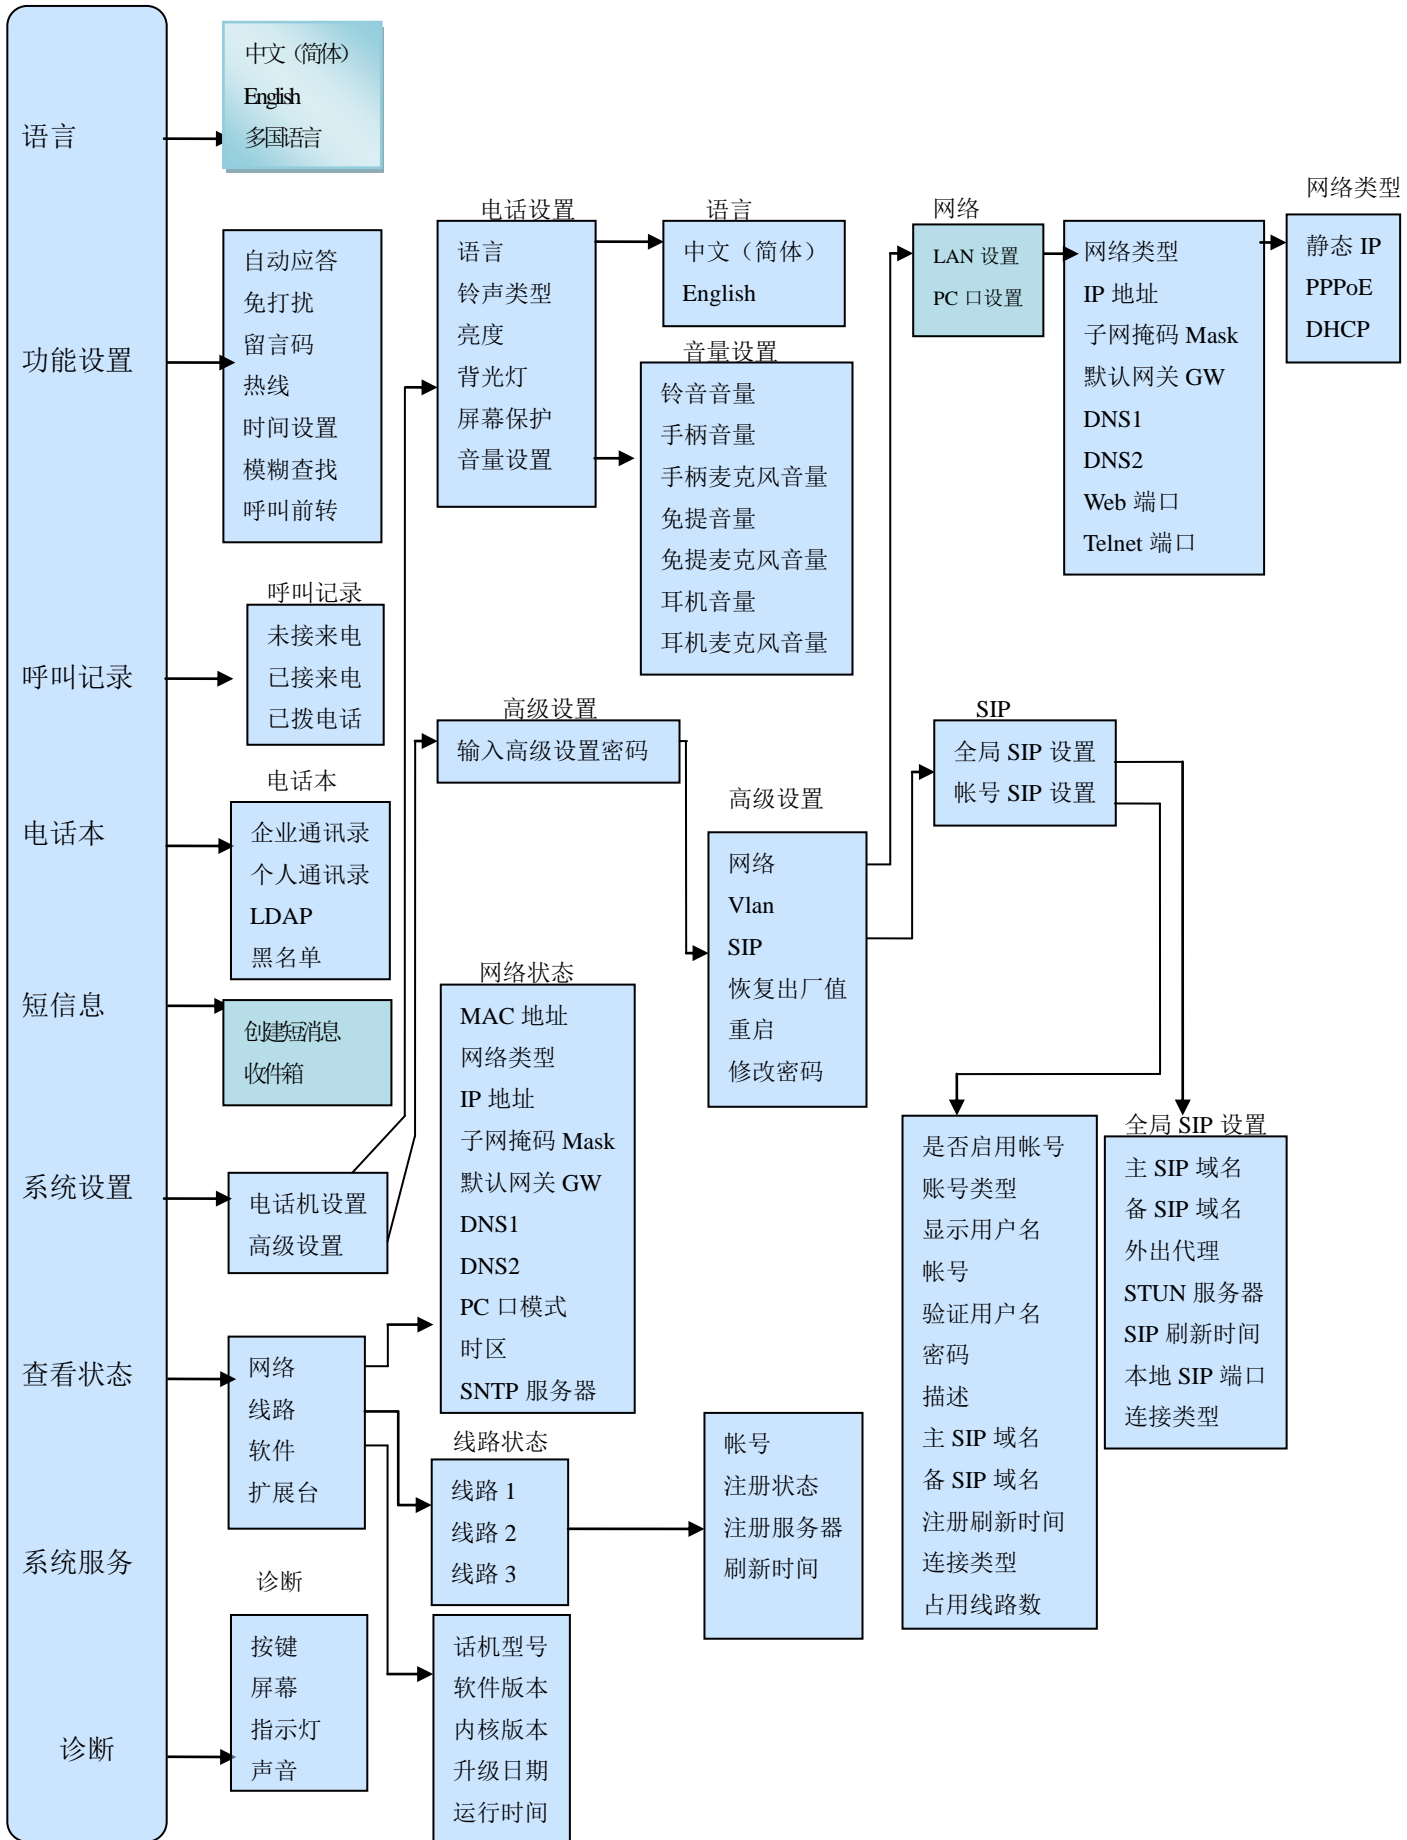 语言
功能设置
呼叫记录
电话本
短信息
系统设置
查看状态
系统服务
诊断
中文（简体）
English
多国语言
自动应答
免打扰
留言码
热线
时间设置
模糊查找
呼叫前转
呼叫记录
未接来电
已接来电
已拨电话
电话本
企业通讯录
个人通讯录
LDAP
黑名单
创建短消息
收件箱
电话机设置
高级设置
网络
线路
软件
扩展台
诊断
按键
屏幕
指示灯
声音
电话设置
语言
铃声类型
亮度
背光灯
屏幕保护
音量设置
语言
中文（简体）
English
音量设置
铃音音量
手柄音量
手柄麦克风音量
免提音量
免提麦克风音量
耳机音量
耳机麦克风音量
高级设置
输入高级设置密码
高级设置
网络
Vlan
SIP
恢复出厂值
重启
修改密码
网络状态
MAC 地址
网络类型
IP 地址
子网掩码 Mask
默认网关 GW
DNS1
DNS2
PC 口模式
时区
SNTP 服务器
线路状态
线路 1
线路 2
线路 3
帐号
注册状态
注册服务器
刷新时间
话机型号
软件版本
内核版本
升级日期
运行时间
网络
LAN 设置
PC 口设置
网络类型
IP 地址
子网掩码 Mask
默认网关 GW
DNS1
DNS2
Web 端口
Telnet 端口
网络类型
静态 IP
PPPoE
DHCP
SIP
全局 SIP 设置
帐号 SIP 设置
是否启用帐号
账号类型
显示用户名
帐号
验证用户名
密码
描述
主 SIP 域名
备 SIP 域名
注册刷新时间
连接类型
占用线路数
全局 SIP 设置
主 SIP 域名
备 SIP 域名
外出代理
STUN 服务器
SIP 刷新时间
本地 SIP 端口
连接类型